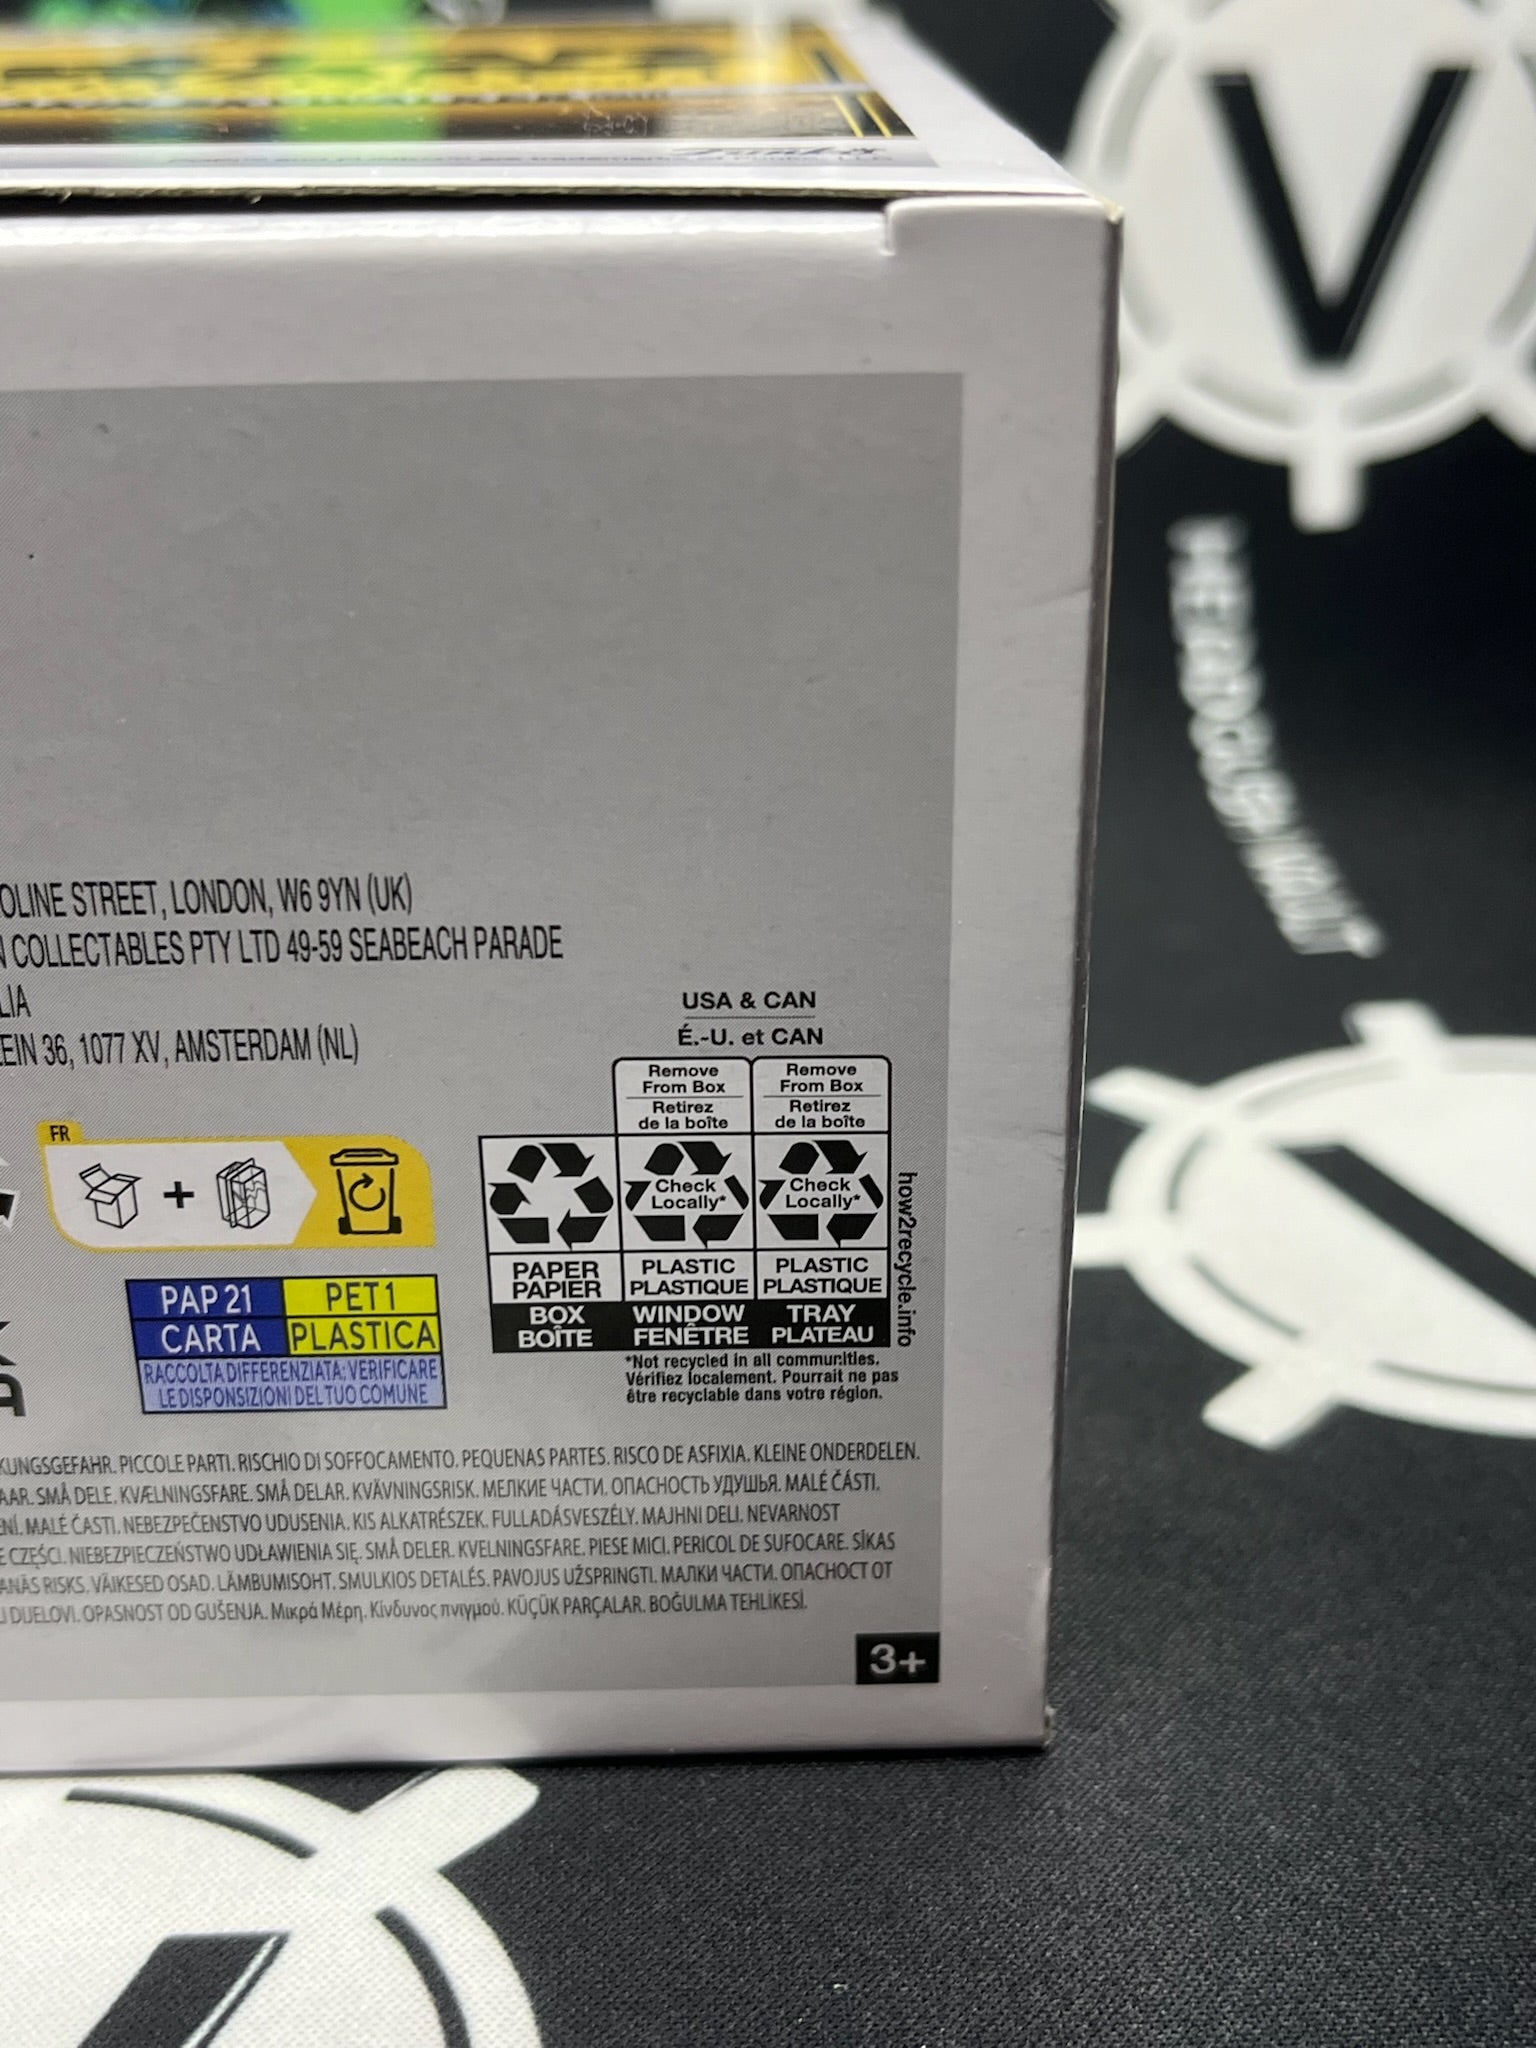 V
OLINE STREET, LONDON, W6 9YN (UK)
COLLECTABLES PTY LTD 49-59 SEABEACH PARADE
LIA
EIN 36, 1077 XV, AMSTERDAM (NL)
USA & CAN
É.-U. et CAN
Remove From Box
Retirez de la boîte
Remove From Box
Retirez de la boîte
Check Locally*
Check Locally*
PAPER
PAPIER
BOX
BOÎTE
PLASTIC
PLASTIQUE
WINDOW
FENÊTRE
PLASTIC
PLASTIQUE
TRAY
PLATEAU
how2recycle.info
*Not recycled in all communities.
Vérifiez localement. Pourrait ne pas
être recyclable dans votre région.
FR
+
PAP 21
CARTA
PET 1
PLASTICA
RACCOLTA DIFFERENZIATA: VERIFICARE
LE DISPONSIZIONI DEL TUO COMUNE
KUNGSGEFAHR. PICCOLE PARTI. RISCHIO DI SOFFOCAMENTO. PEQUENAS PARTES. RISCO DE ASFIXIA. KLEINE ONDERDELEN.
AAR. SMÅ DELE. KVÆLNINGSFARE. SMÅ DELAR. KVÄVNINGSRISK. МЕЛКИЕ ЧАСТИ. ОПАСНОСТЬ УДУШЬЯ. MALÉ ČÁSTI.
ENÍ. MALÉ ČASTI. NEBEZPEČENSTVO UDUSENIA. KIS ALKATRÉSZEK. FULLADÁSVESZÉLY. MAJHNI DELI. NEVARNOST
E CZĘŚCI. NIEBEZPIECZEŃSTWO UDŁAWIENIA SIĘ. SMÅ DELER. KVELNINGSFARE. PIESE MICI. PERICOL DE SUFOCARE. SĪKAS
ANĀS RISKS. VÄIKESED OSAD. LÄMBUMISOHT. SMULKIOS DETALĖS. PAVOJUS UŽSPRINGTI. МАЛКИ ЧАСТИ. ОПАСНОСТ ОТ
I DIJELOVI. OPASNOST OD GUŠENJA. Μικρά Μέρη. Κίνδυνος πνιγμού. KÜÇÜK PARÇALAR. BOĞULMA TEHLİKESİ.
3+